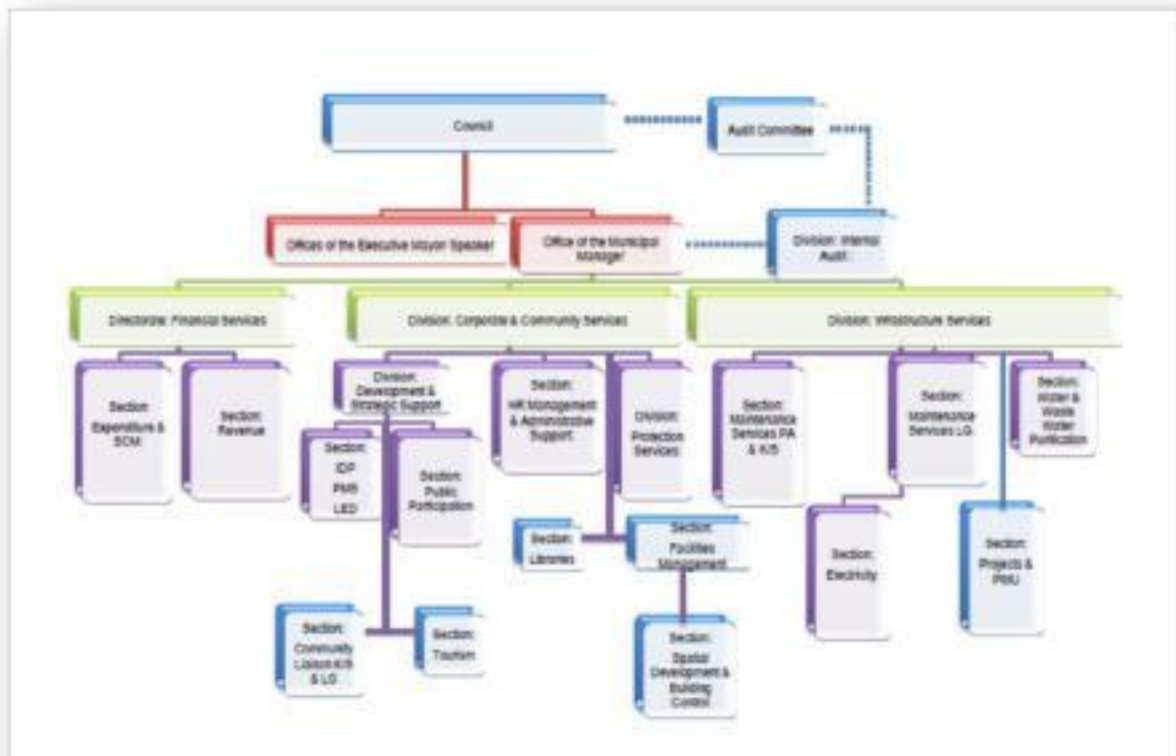 Council
Audit Committee
Offices of the Executive Mayor/ Speaker
Office of the Municipal
Manager
Division: Internal
Audit
Directorate: Financial Services
Division: Corporate & Community Services
Division: Infrastructure Services
Section:
Expenditure &
SCM
Section:
Revenue
Division:
Development &
Strategic Support
Section:
HR Management
& Administrative
Support
Division:
Protection
Services
Section:
Maintenance
Services PA
& K/S
Section:
Maintenance
Services LG
Section:
Water &
Waste
Water
Purification
Section:
IDP
PMS
LED
Section:
Public
Participation
Section:
Libraries
Section:
Facilities
Management
Section:
Electricity
Section:
Projects &
PMU
Section:
Community
Liaison K/S
& LG
Section:
Tourism
Section:
Spatial
Development &
Building
Control